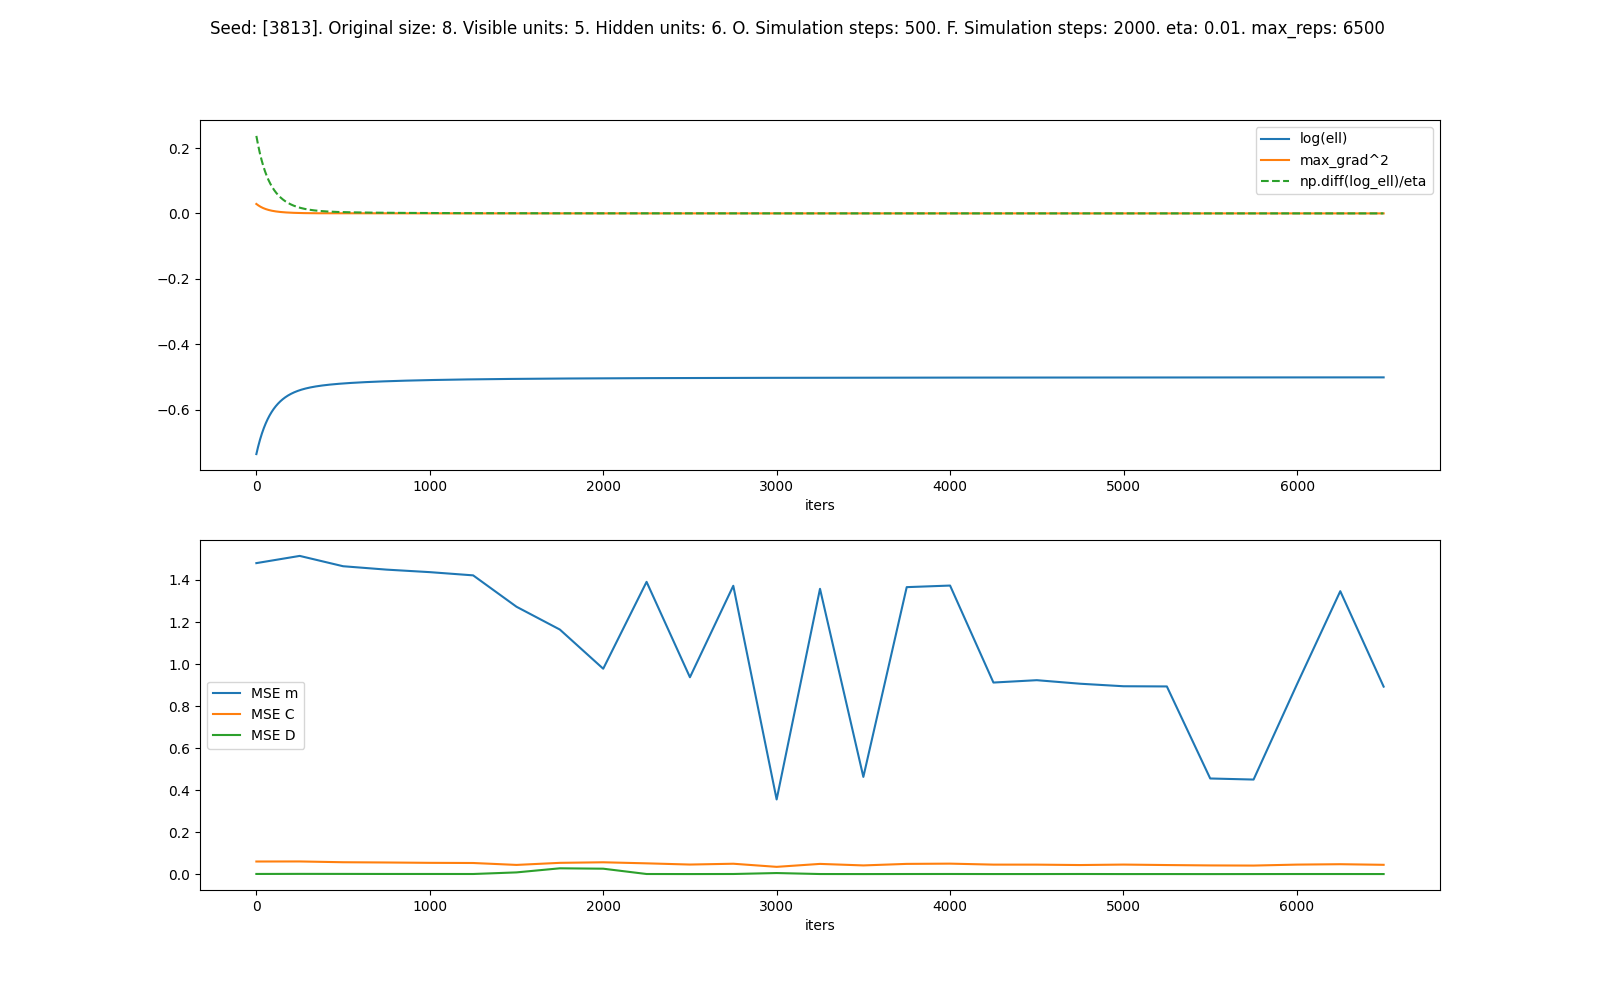 Seed: [3813]. Original size: 8. Visible units: 5. Hidden units: 6. O. Simulation steps: 500. F. Simulation steps: 2000. eta: 0.01. max_reps: 6500
log(ell)
max_grad^2
np.diff(log_ell)/eta
0.2
0.0
−0.2
−0.4
−0.6
0 1000 2000 3000 4000 5000 6000
iters
1.4
1.2
1.0
0.8
0.6
0.4
0.2
0.0
MSE m
MSE C
MSE D
0 1000 2000 3000 4000 5000 6000
iters